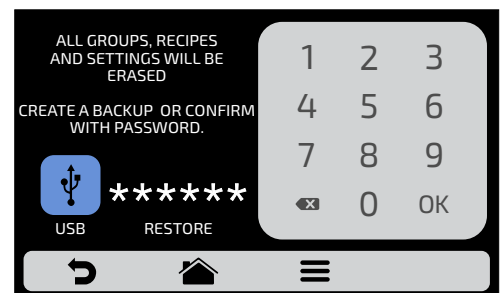 ALL GROUPS, RECIPES
AND SETTINGS WILL BE
ERASED
CREATE A BACKUP OR CONFIRM
WITH PASSWORD.
******
USB
RESTORE
1 2 3
4 5 6
7 8 9
0 OK